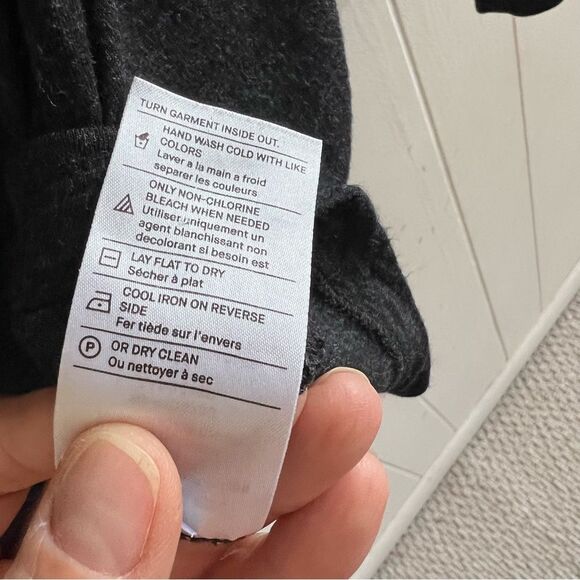 TURN GARMENT INSIDE OUT.
HAND WASH COLD WITH LIKE
COLORS
Laver a la main a froid
separer les couleurs
ONLY NON-CHLORINE
BLEACH WHEN NEEDED
Utiliser uniquement un
agent blanchissant non
decolorant si besoin est
LAY FLAT TO DRY
Sécher à plat
COOL IRON ON REVERSE
SIDE
Fer tiède sur l'envers
P OR DRY CLEAN
Ou nettoyer à sec